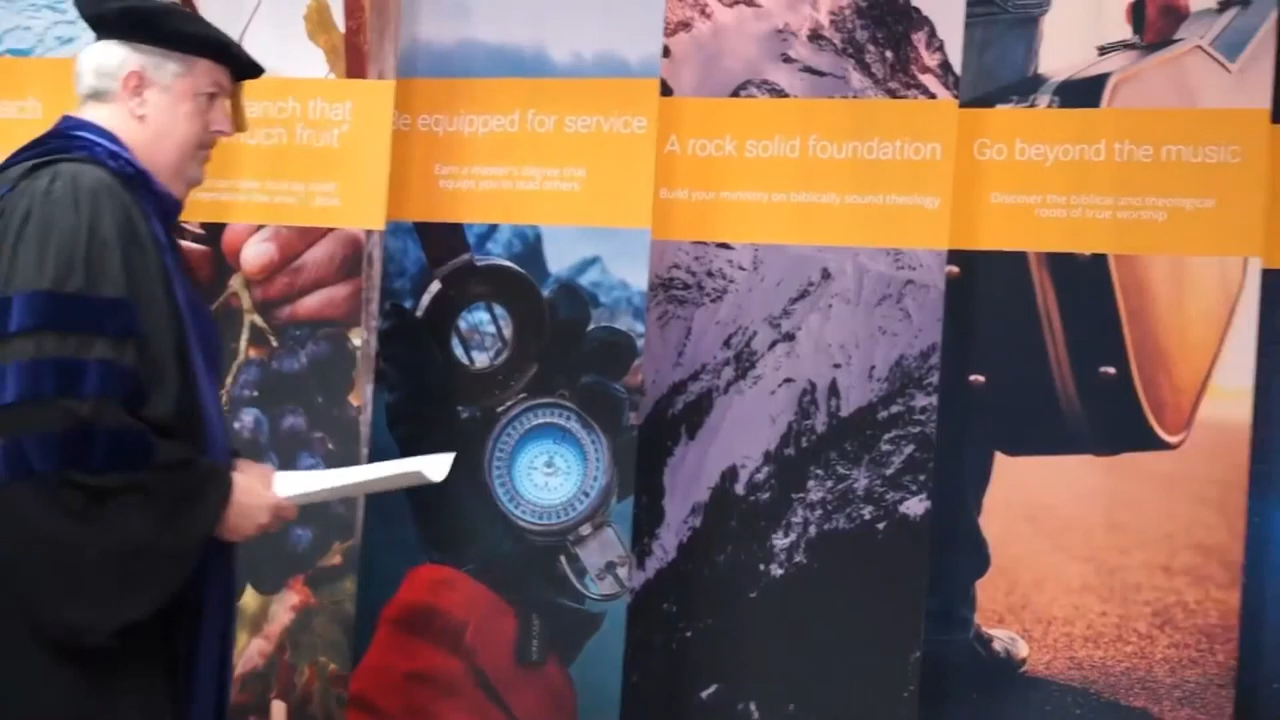 each
anch that
much fruit"
Be equipped for service
Earn a master's degree that
equips you to lead others.
A rock solid foundation
Build your ministry on biblically sound theology
Go beyond the music
Discover the biblical and theological
roots of true worship